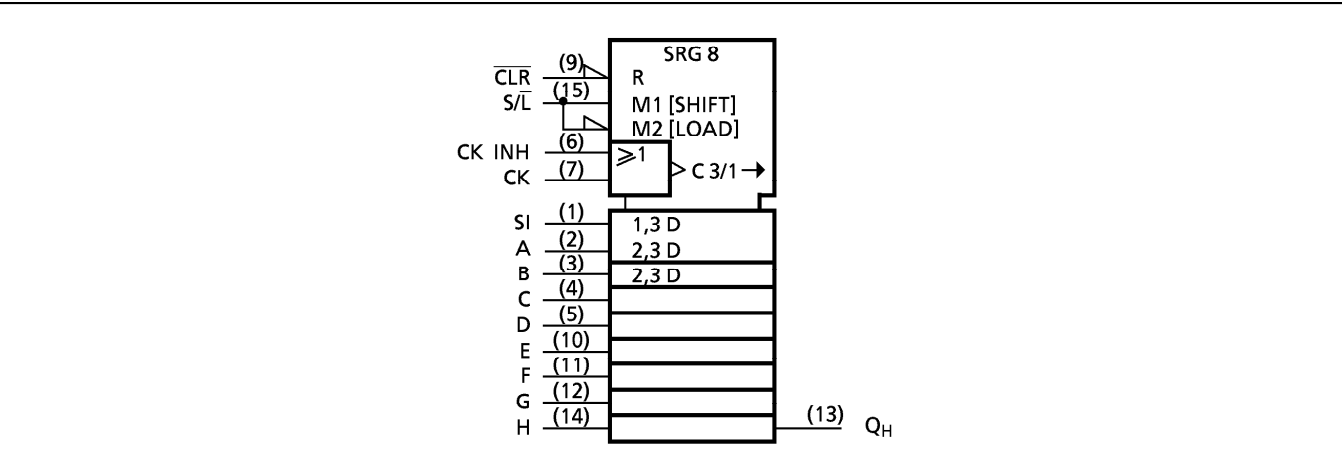 SRG 8
C̅L̅R̅ (9) R
S/L̅ (15) M1 [SHIFT]
M2 [LOAD]
CK INH (6) ≥1
CK (7) C 3/1
SI (1) 1,3 D
A (2) 2,3 D
B (3) 2,3 D
C (4)
D (5)
E (10)
F (11)
G (12)
H (14) (13) QH